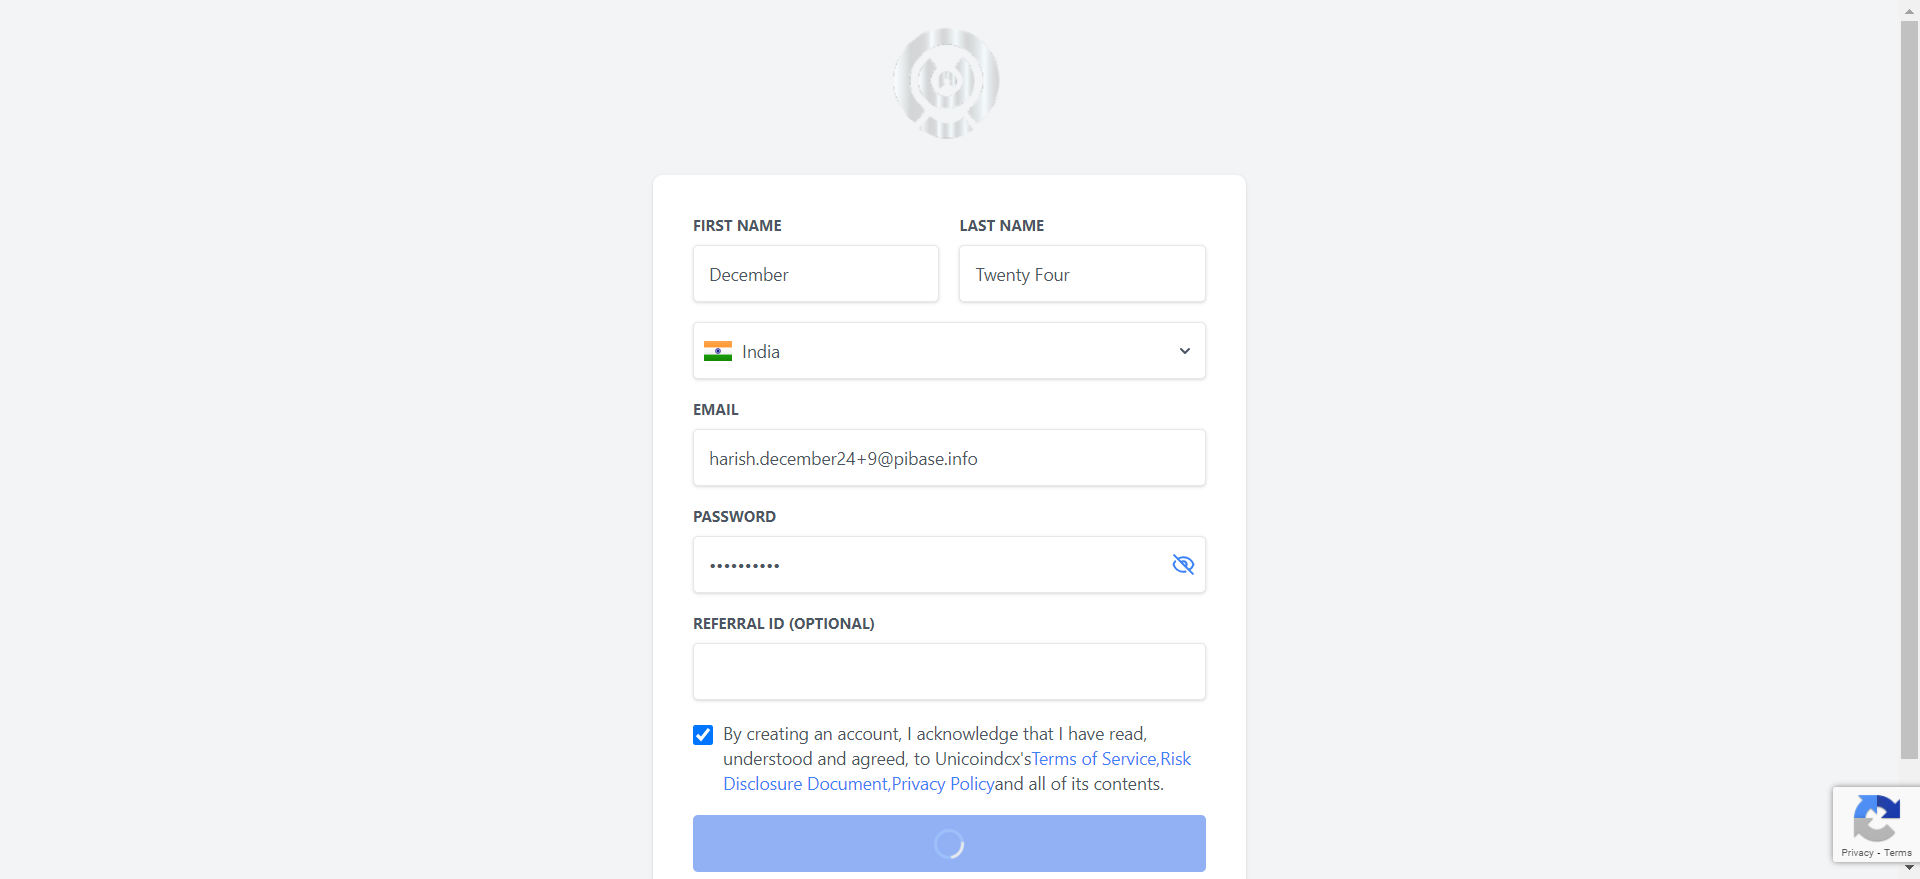 FIRST NAME
LAST NAME
December
Twenty Four
India
EMAIL
harish.december24+9@pibase.info
PASSWORD
••••••••••
REFERRAL ID (OPTIONAL)
By creating an account, I acknowledge that I have read,
understood and agreed, to Unicoindcx'sTerms of Service,Risk
Disclosure Document,Privacy Policyand all of its contents.
Privacy - Terms